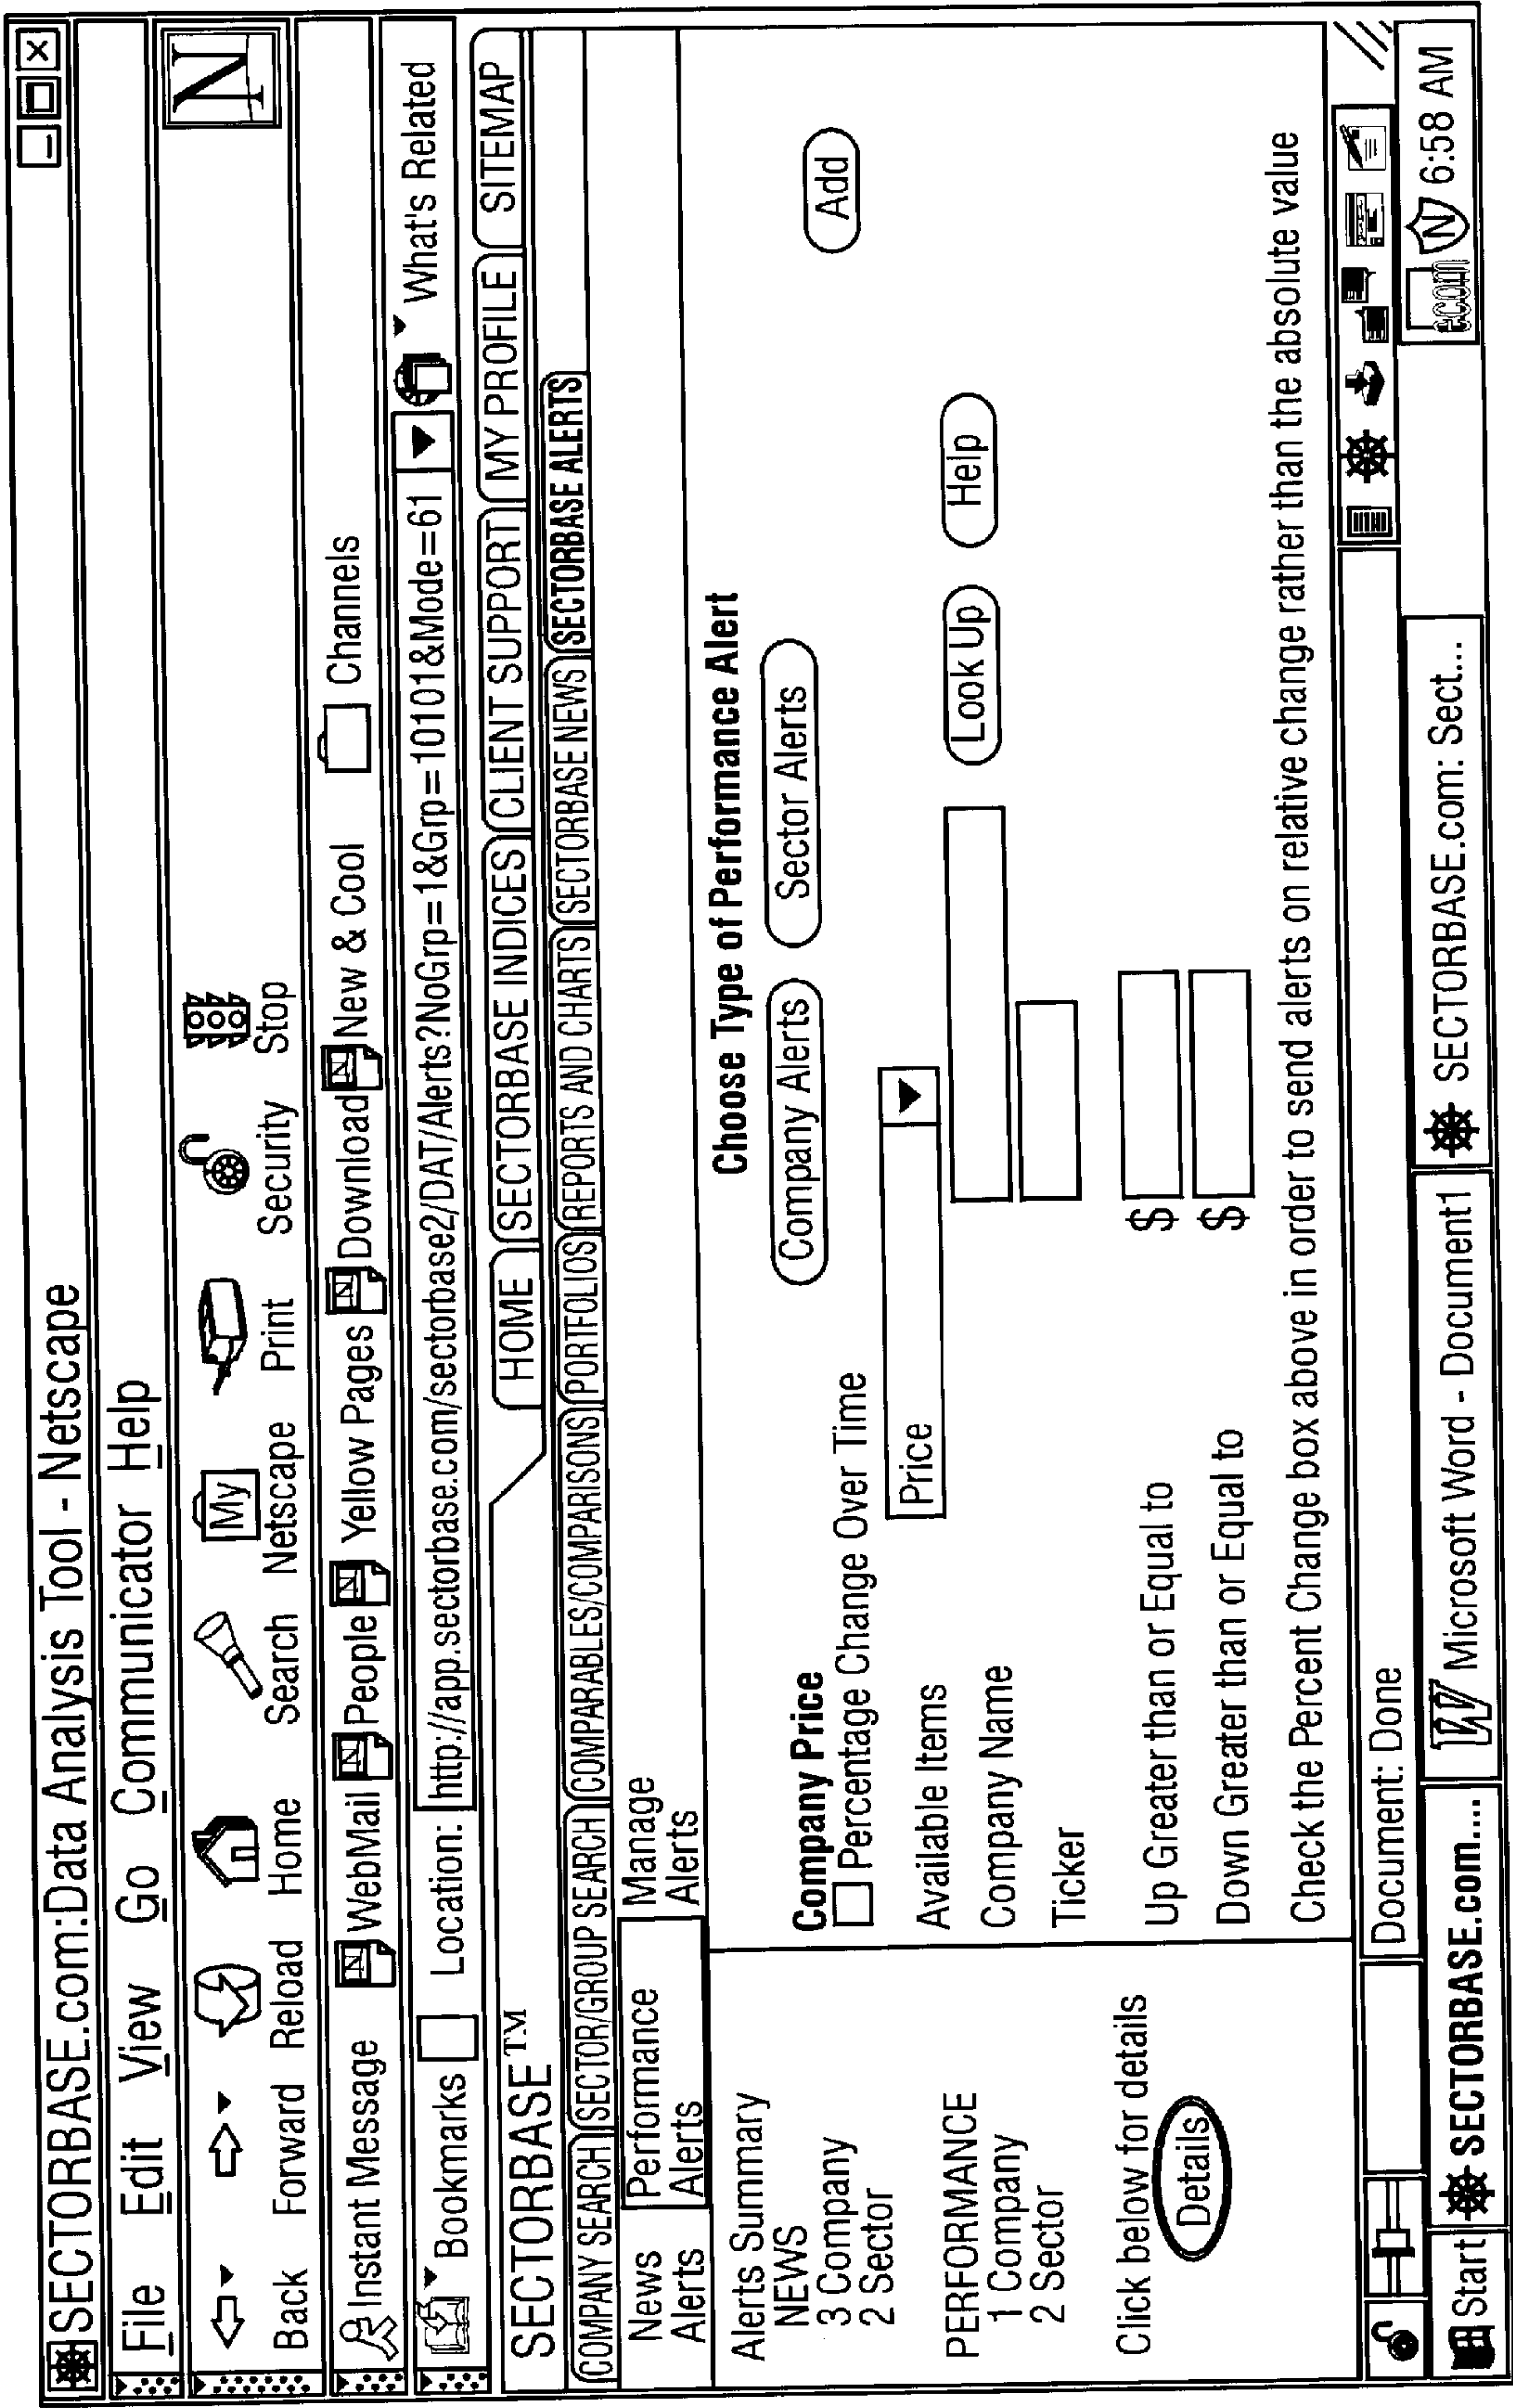 SECTORBASE.com:Data Analysis Tool - Netscape
File Edit View Go Communicator Help
Back Forward Reload Home Search Netscape Print Security Stop
My
N
Instant Message WebMail People Yellow Pages Download New & Cool Channels
Bookmarks Location: http://app.sectorbase.com/sectorbase2/DAT/Alerts?NoGrp=1&Grp=10101&Mode=61 What's Related
SECTORBASE™ HOME SECTORBASE INDICES CLIENT SUPPORT MY PROFILE SITEMAP
COMPANY SEARCH SECTOR/GROUP SEARCH COMPARABLES/COMPARISONS PORTFOLIOS REPORTS AND CHARTS SECTORBASE NEWS SECTORBASE ALERTS
News Alerts
Performance Alerts
Manage Alerts
Alerts Summary
NEWS
3 Company
2 Sector
PERFORMANCE
1 Company
2 Sector
Click below for details
Details
Choose Type of Performance Alert
Company Alerts Sector Alerts
Company Price
Percentage Change Over Time Add
Available Items Price
Company Name Look Up Help
Ticker
Up Greater than or Equal to $
Down Greater than or Equal to $
Check the Percent Change box above in order to send alerts on relative change rather than the absolute value
Document: Done
Start SECTORBASE.com... Microsoft Word - Document1 SECTORBASE.com: Sect... ecom N 6:58 AM